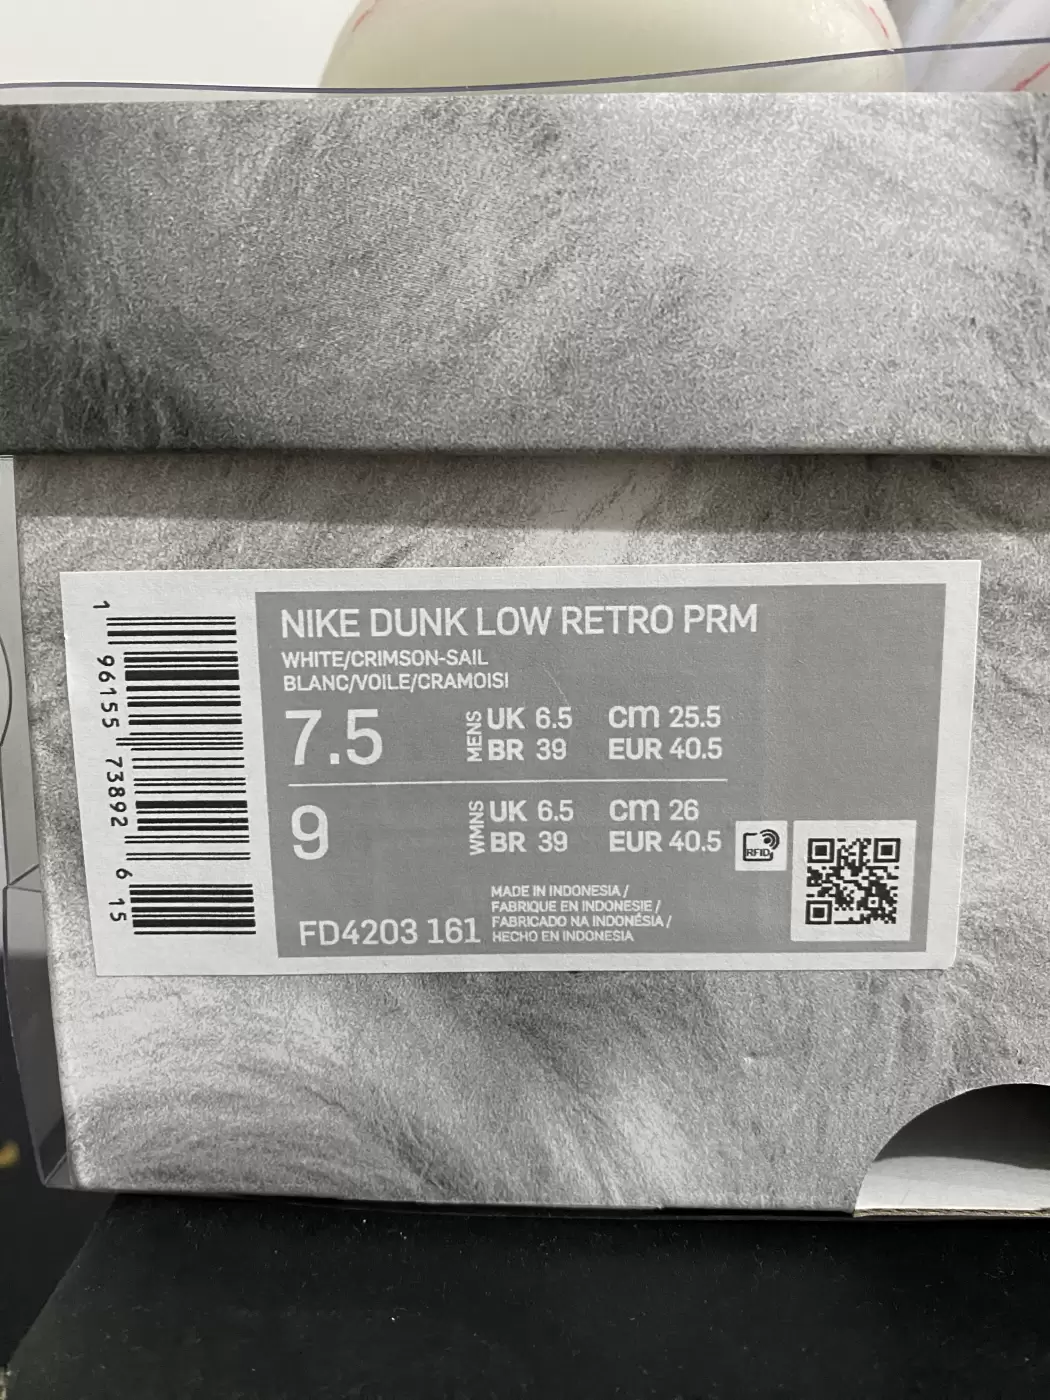 1 96155 73892 6 15
NIKE DUNK LOW RETRO PRM
WHITE/CRIMSON-SAIL
BLANC/VOILE/CRAMOISI
7.5 MENS UK 6.5 cm 25.5
BR 39 EUR 40.5
9 WMNS UK 6.5 cm 26
BR 39 EUR 40.5
RFID
MADE IN INDONESIA /
FABRIQUE EN INDONESIE /
FABRICADO NA INDONÉSIA /
HECHO EN INDONESIA
FD4203 161